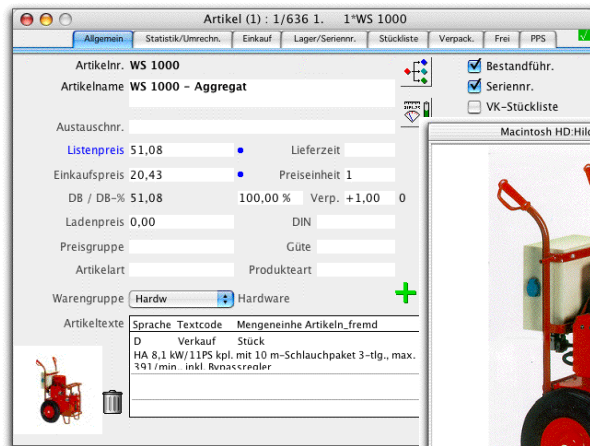 Artikel (1) : 1/636 1. 1*WS 1000
Allgemein Statistik/Umrechn. Einkauf Lager/Seriennr. Stückliste Verpack. Frei PPS
Artikelnr. WS 1000 Bestandführ.
Artikelname WS 1000 - Aggregat Seriennr.
VK-Stückliste
Austauschnr.
Macintosh HD:Hild
Listenpreis 51,08 Lieferzeit
Einkaufspreis 20,43 Preiseinheit 1
DB / DB-% 51,08 100,00 % Verp. +1,00 0
Ladenpreis 0,00 DIN
Preisgruppe Güte
Artikelart Produkteart
Warengruppe Hardw Hardware
Artikeltexte Sprache Textcode Mengeneinhe Artikeln_fremd
D Verkauf Stück
HA 8,1 kW/11PS kpl. mit 10 m-Schlauchpaket 3-tlg., max.
39l/min., inkl. Bypassregler